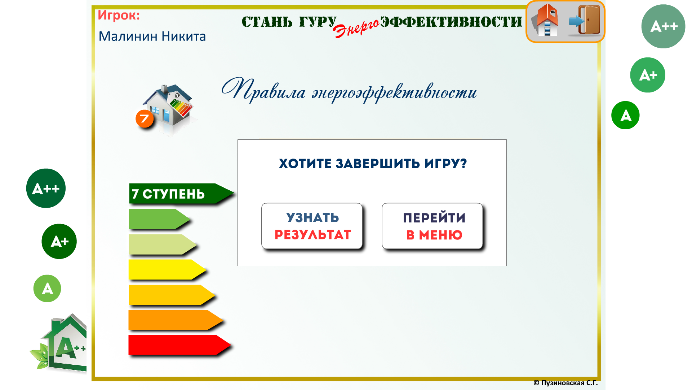 Игрок:
Малинин Никита
СТАНЬ ГУРУ Энерго ЭФФЕКТИВНОСТИ
A++
A+
A
Правила энергоэффективности
7
ХОТИТЕ ЗАВЕРШИТЬ ИГРУ?
УЗНАТЬ
РЕЗУЛЬТАТ
ПЕРЕЙТИ
В МЕНЮ
7 СТУПЕНЬ
A++
A+
A
A++
© Пузиновская С.Г.